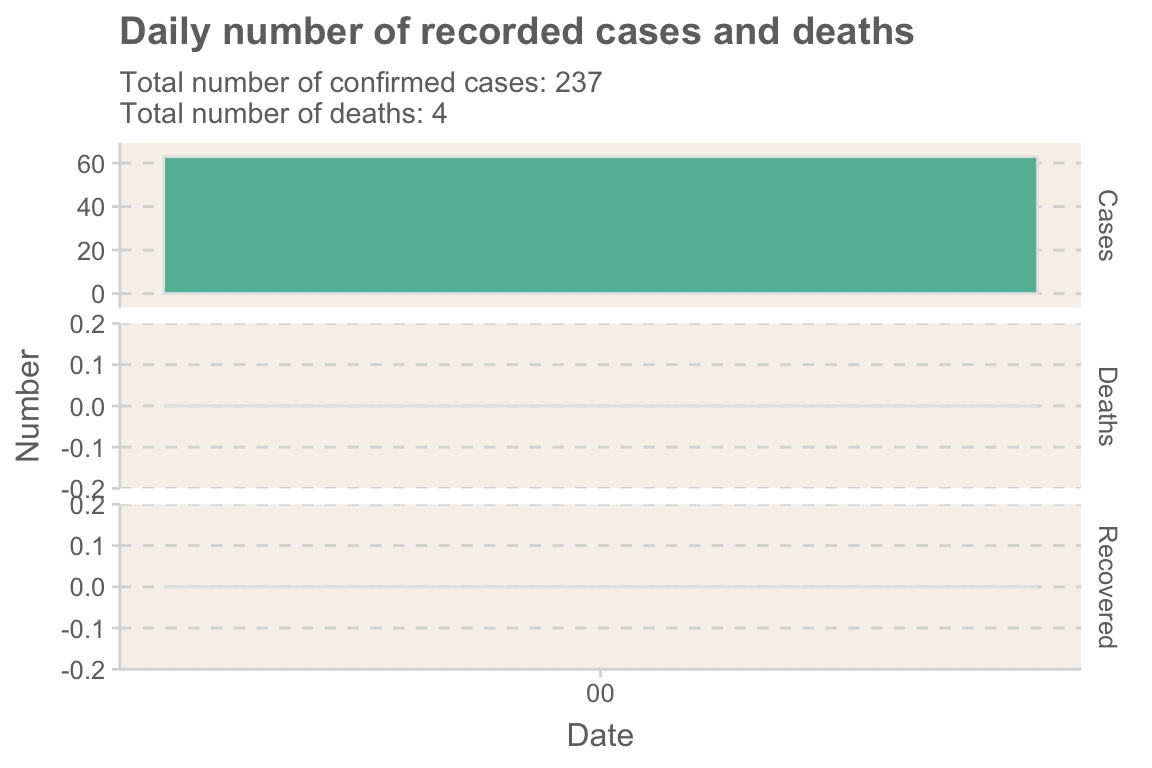 Daily number of recorded cases and deaths
Total number of confirmed cases: 237
Total number of deaths: 4
60
40
20
0
Cases
0.2
0.1
0.0
-0.1
-0.2
Deaths
Number
0.2
0.1
0.0
-0.1
-0.2
Recovered
00
Date